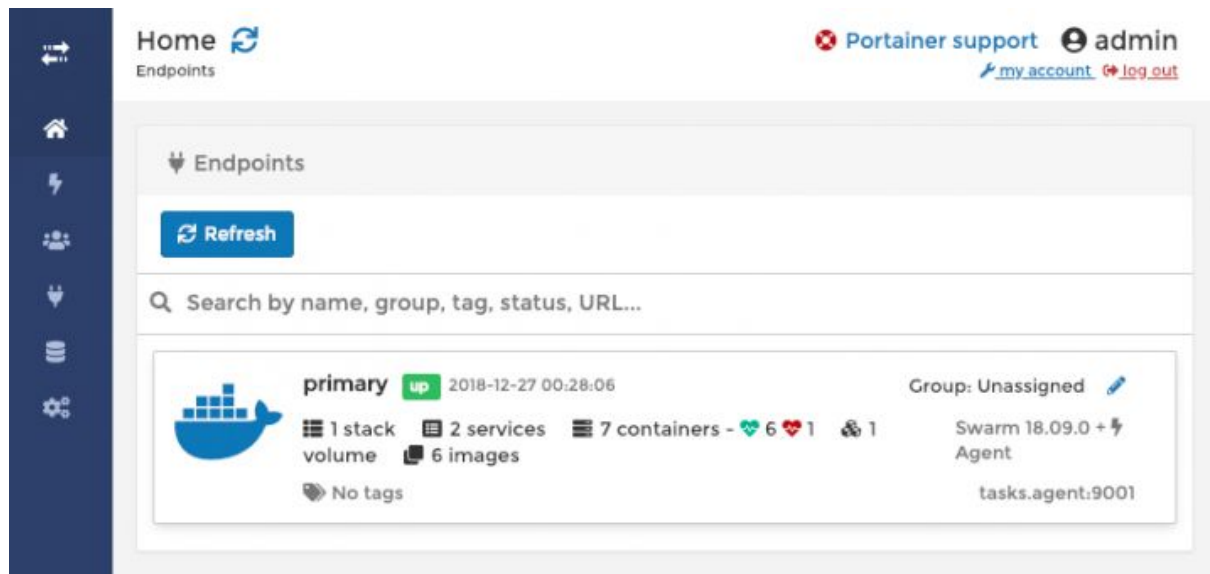 Home
Portainer support admin
Endpoints
my account log out
Endpoints
Refresh
Search by name, group, tag, status, URL...
primary up 2018-12-27 00:28:06 Group: Unassigned
1 stack 2 services 7 containers - 6 1 1
volume 6 images
Swarm 18.09.0 +
Agent
No tags
tasks.agent:9001